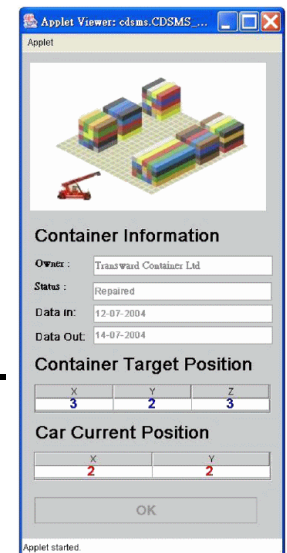 Applet Viewer: cdsms.CDSMS_...
Applet
Container Information
Owner : Transward Container Ltd
Status : Repaired
Data in: 12-07-2004
Data Out: 14-07-2004
Container Target Position
X Y Z
3 2 3
Car Current Position
X Y
2 2
OK
Applet started.